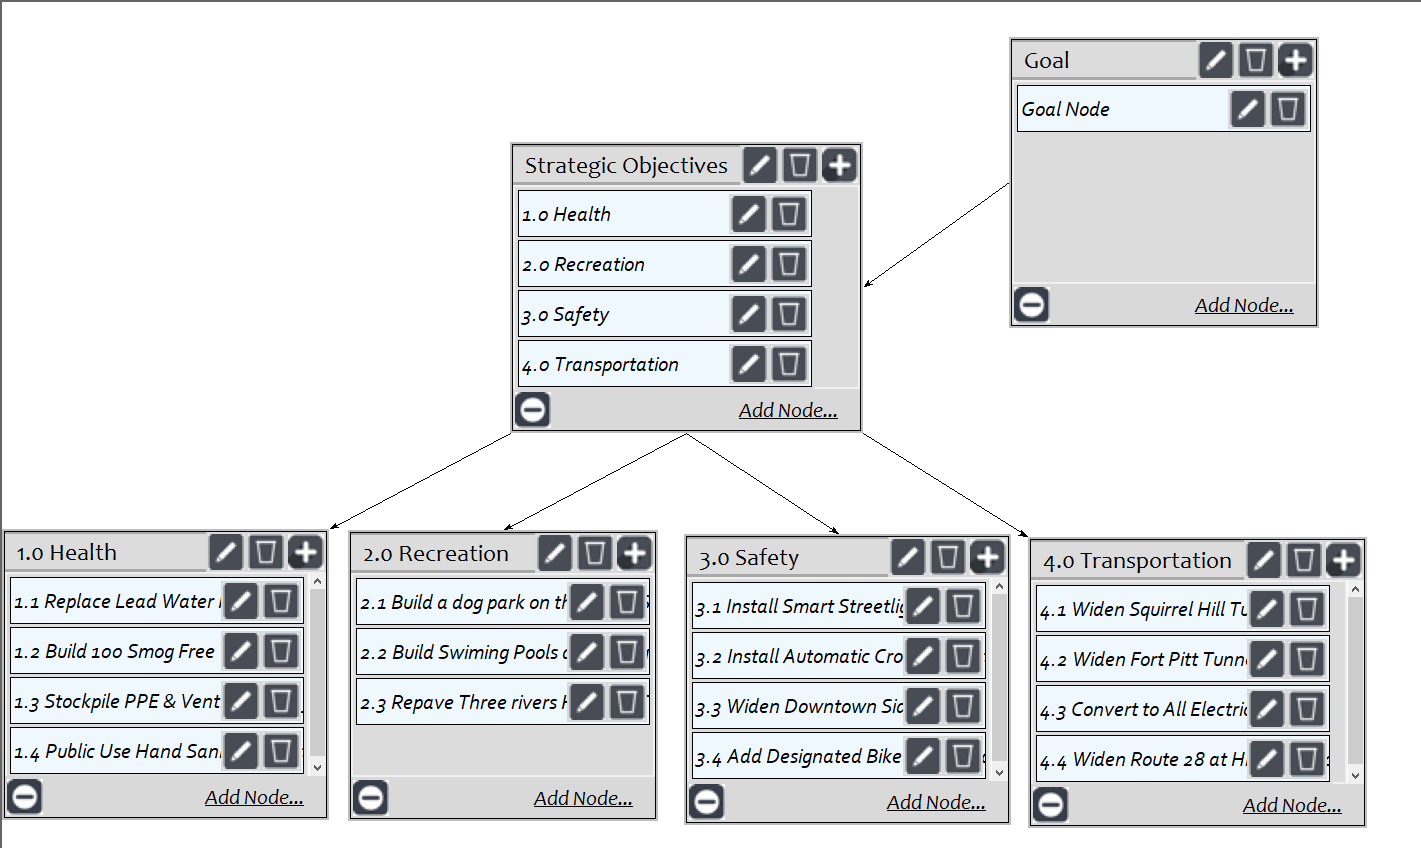 Goal
Goal Node
Add Node...
Strategic Objectives
1.0 Health
2.0 Recreation
3.0 Safety
4.0 Transportation
Add Node...
1.0 Health
1.1 Replace Lead Water
1.2 Build 100 Smog Free
1.3 Stockpile PPE & Vent
1.4 Public Use Hand San
Add Node...
2.0 Recreation
2.1 Build a dog park on th
2.2 Build Swiming Pools
2.3 Repave Three rivers
Add Node...
3.0 Safety
3.1 Install Smart Streetlig
3.2 Install Automatic Cro
3.3 Widen Downtown Sid
3.4 Add Designated Bike
Add Node...
4.0 Transportation
4.1 Widen Squirrel Hill Tu
4.2 Widen Fort Pitt Tunn
4.3 Convert to All Electric
4.4 Widen Route 28 at H
Add Node...